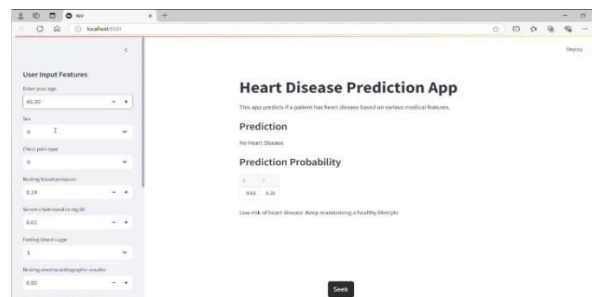 app
localhost:8501
Deploy
User Input Features
Enter your age:
45.00
Sex
0
Chest pain type
0
Resting blood pressure:
0.14
Serum cholestoral in mg/dl:
0.61
Fasting blood sugar
1
Resting electrocardiographic results:
0.00
Heart Disease Prediction App
This app predicts if a patient has heart disease based on various medical features.
Prediction
No Heart Disease
Prediction Probability
0 1
0.62 0.38
Low risk of heart disease. Keep maintaining a healthy lifestyle.
Seek